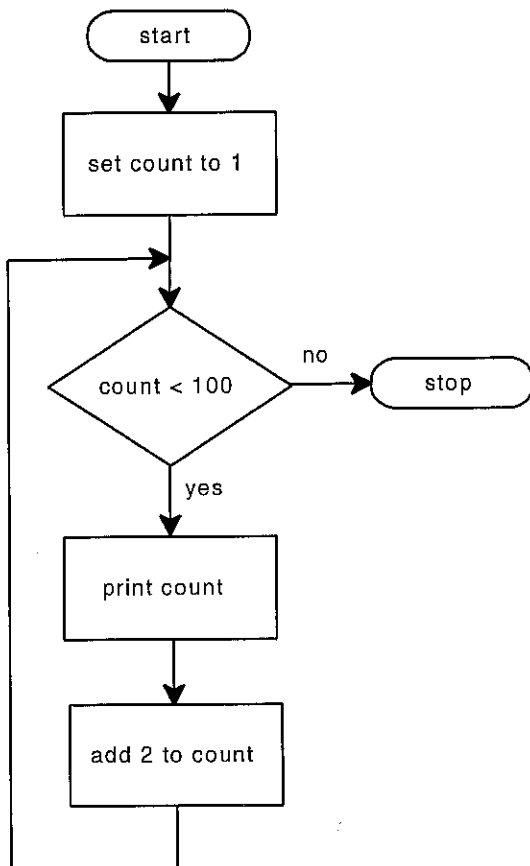 start
set count to 1
count < 100
no
stop
yes
print count
add 2 to count